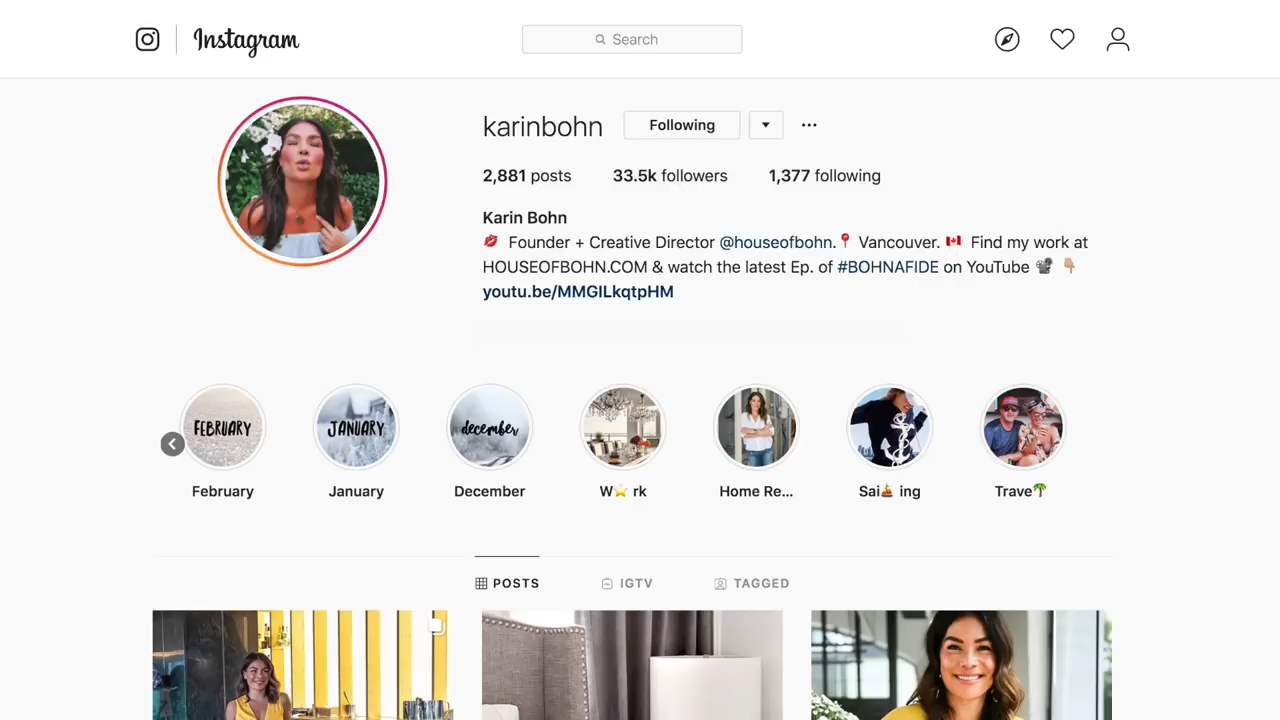 Instagram
Search
karinbohn
Following
2,881 posts
33.5k followers
1,377 following
Karin Bohn
💋 Founder + Creative Director @houseofbohn.📍 Vancouver. 🇨🇦 Find my work at
HOUSEOFBOHN.COM & watch the latest Ep. of #BOHNAFIDE on YouTube 📽 👇🏼
youtu.be/MMGILkqtpHM
FEBRUARY
JANUARY
december
February
January
December
W⭐ rk
Home Re...
Sai⛵ ing
Trave🌴
POSTS
IGTV
TAGGED